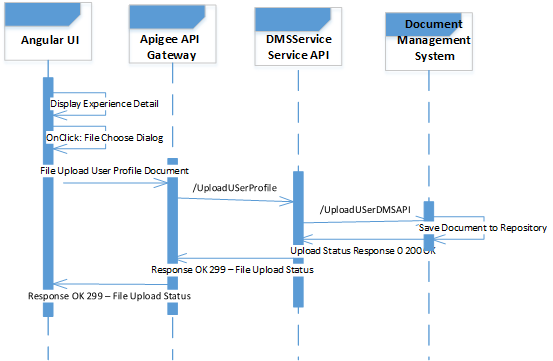 Angular UI
Apigee API
Gateway
DMSService
Service API
Document
Management
System
Display Experience Detail
OnClick: File Choose Dialog
File Upload User Profile Document
/UploadUSerProfile
/UploadUSerDMSAPI
Save Document to Repository
Upload Status Response 0 200 OK
Response OK 299 – File Upload Status
Response OK 299 – File Upload Status